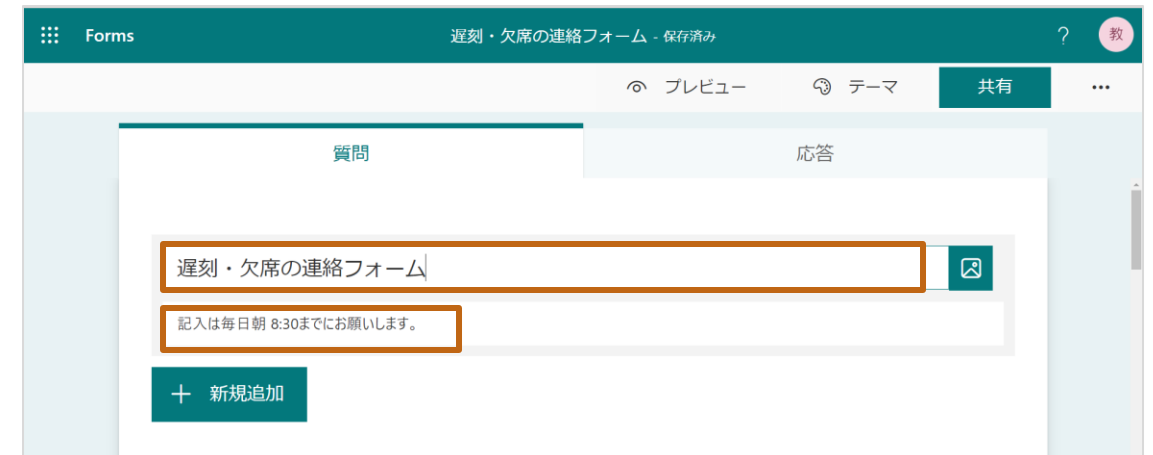 Forms 遅刻・欠席の連絡フォーム - 保存済み ? 教
プレビュー テーマ 共有 ...
質問 応答
遅刻・欠席の連絡フォーム
記入は毎日朝 8:30までにお願いします。
+ 新規追加